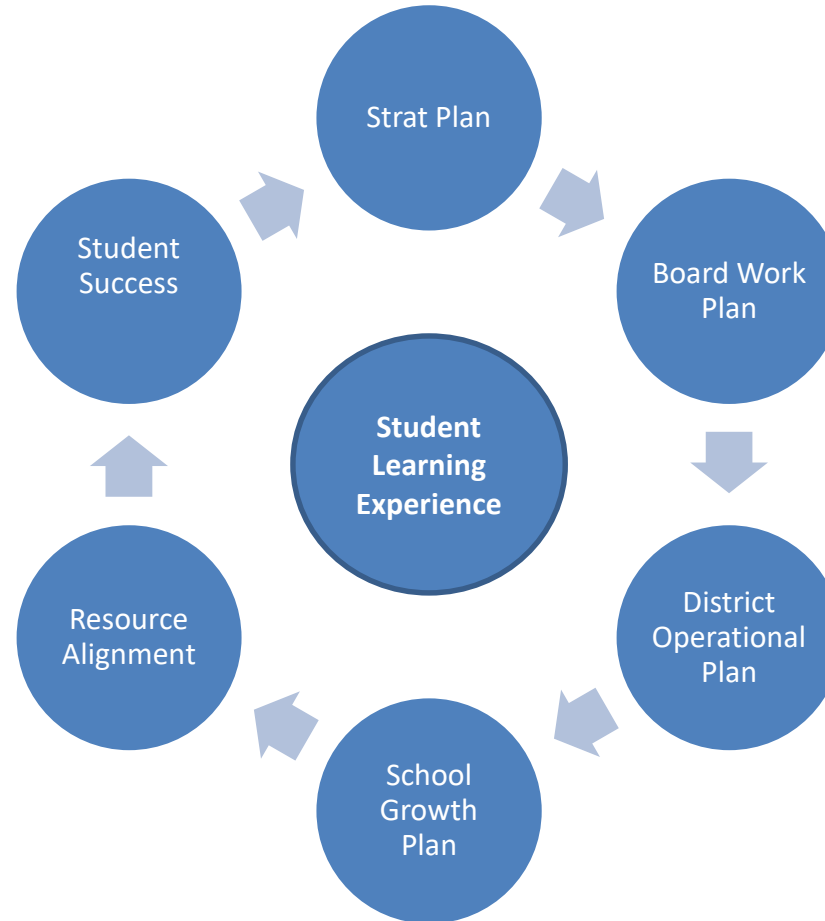 Strat Plan
Board Work
Plan
District
Operational
Plan
School
Growth
Plan
Resource
Alignment
Student
Success
Student
Learning
Experience